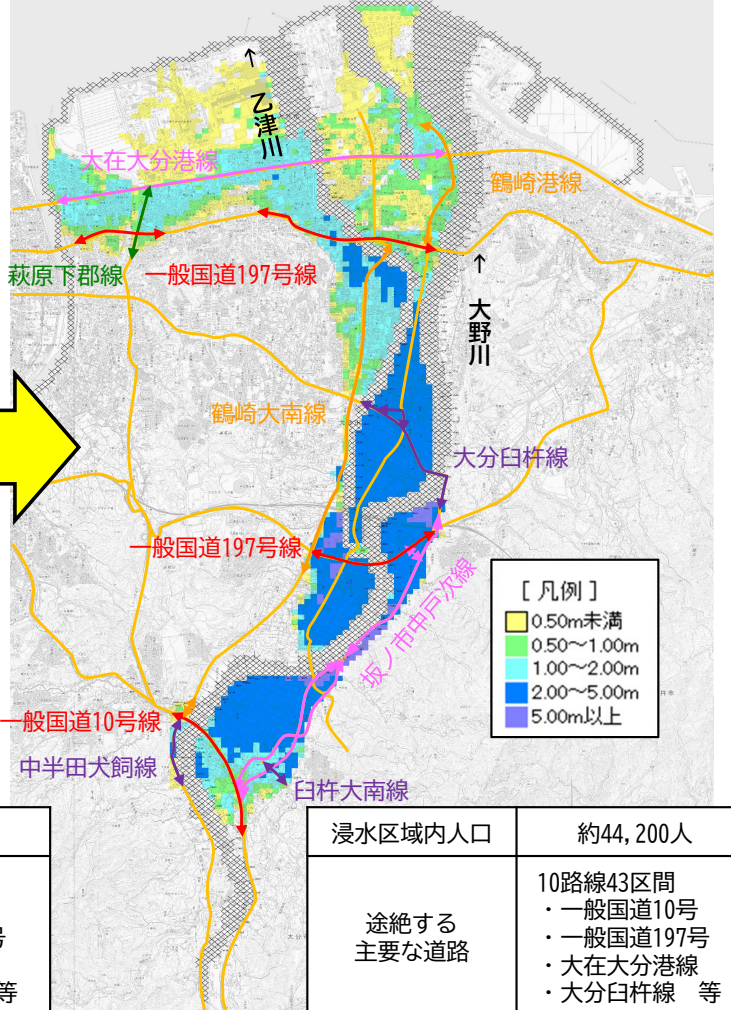 ↑
乙津川
大在大分港線
鶴崎港線
萩原下郡線
一般国道197号線
↑
大野川
鶴崎大南線
大分臼杵線
一般国道197号線
坂ノ市中戸次線
[ 凡例 ]
0.50m未満
0.50～1.00m
1.00～2.00m
2.00～5.00m
5.00m以上
一般国道10号線
中半田犬飼線
臼杵大南線
号
等
浸水区域内人口
約44,200人
途絶する
主要な道路
10路線43区間
・一般国道10号
・一般国道197号
・大在大分港線
・大分臼杵線　等